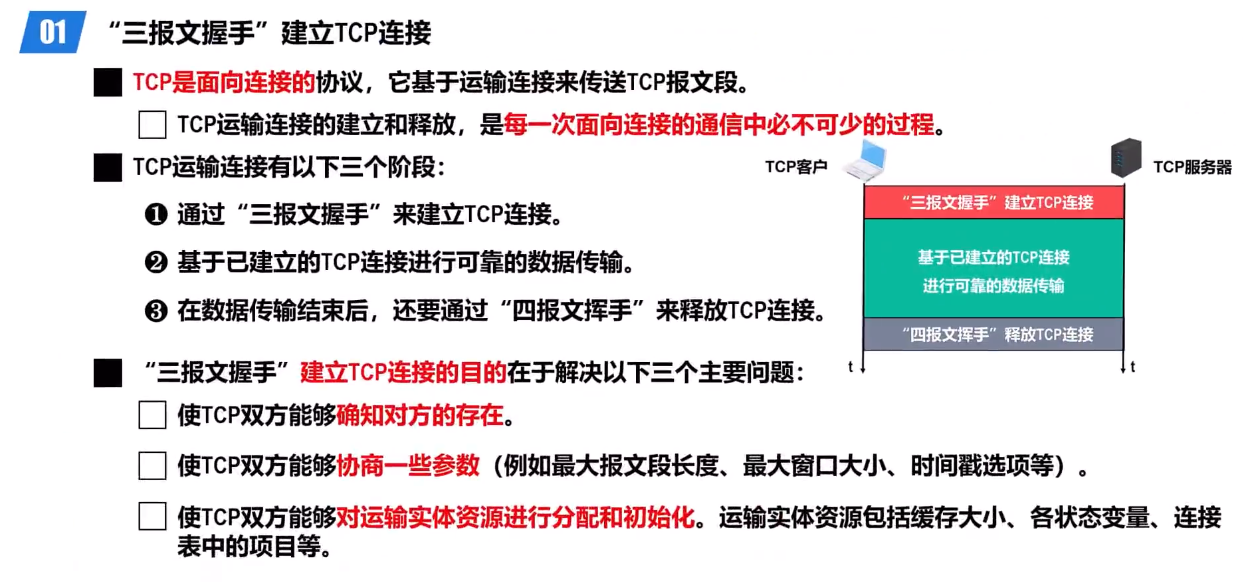 01 “三报文握手”建立TCP连接
TCP是面向连接的协议，它基于运输连接来传送TCP报文段。
TCP运输连接的建立和释放，是每一次面向连接的通信中必不可少的过程。
TCP运输连接有以下三个阶段：
❶ 通过“三报文握手”来建立TCP连接。
❷ 基于已建立的TCP连接进行可靠的数据传输。
❸ 在数据传输结束后，还要通过“四报文挥手”来释放TCP连接。
TCP客户
TCP服务器
“三报文握手”建立TCP连接
基于已建立的TCP连接
进行可靠的数据传输
“四报文挥手”释放TCP连接
t
t
“三报文握手”建立TCP连接的目的在于解决以下三个主要问题：
使TCP双方能够确知对方的存在。
使TCP双方能够协商一些参数（例如最大报文段长度、最大窗口大小、时间戳选项等）。
使TCP双方能够对运输实体资源进行分配和初始化。运输实体资源包括缓存大小、各状态变量、连接
表中的项目等。